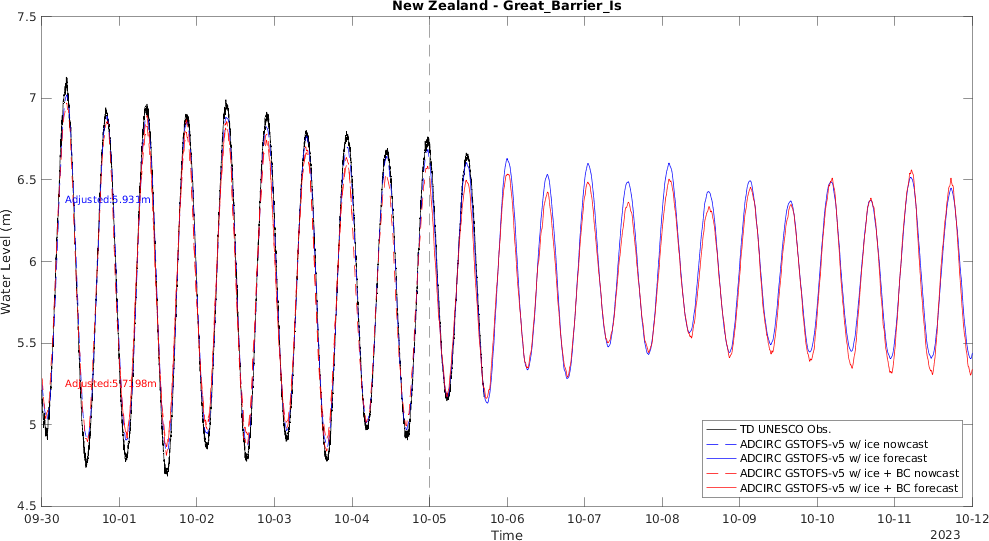 New Zealand - Great_Barrier_Is
7.5
7
6.5
6
5.5
5
4.5
Water Level (m)
Adjusted:5.931m
Adjusted:5.7198m
TD UNESCO Obs.
ADCIRC GSTOFS-v5 w/ ice nowcast
ADCIRC GSTOFS-v5 w/ ice forecast
ADCIRC GSTOFS-v5 w/ ice + BC nowcast
ADCIRC GSTOFS-v5 w/ ice + BC forecast
09-30 10-01 10-02 10-03 10-04 10-05 10-06 10-07 10-08 10-09 10-10 10-11 10-12
Time
2023